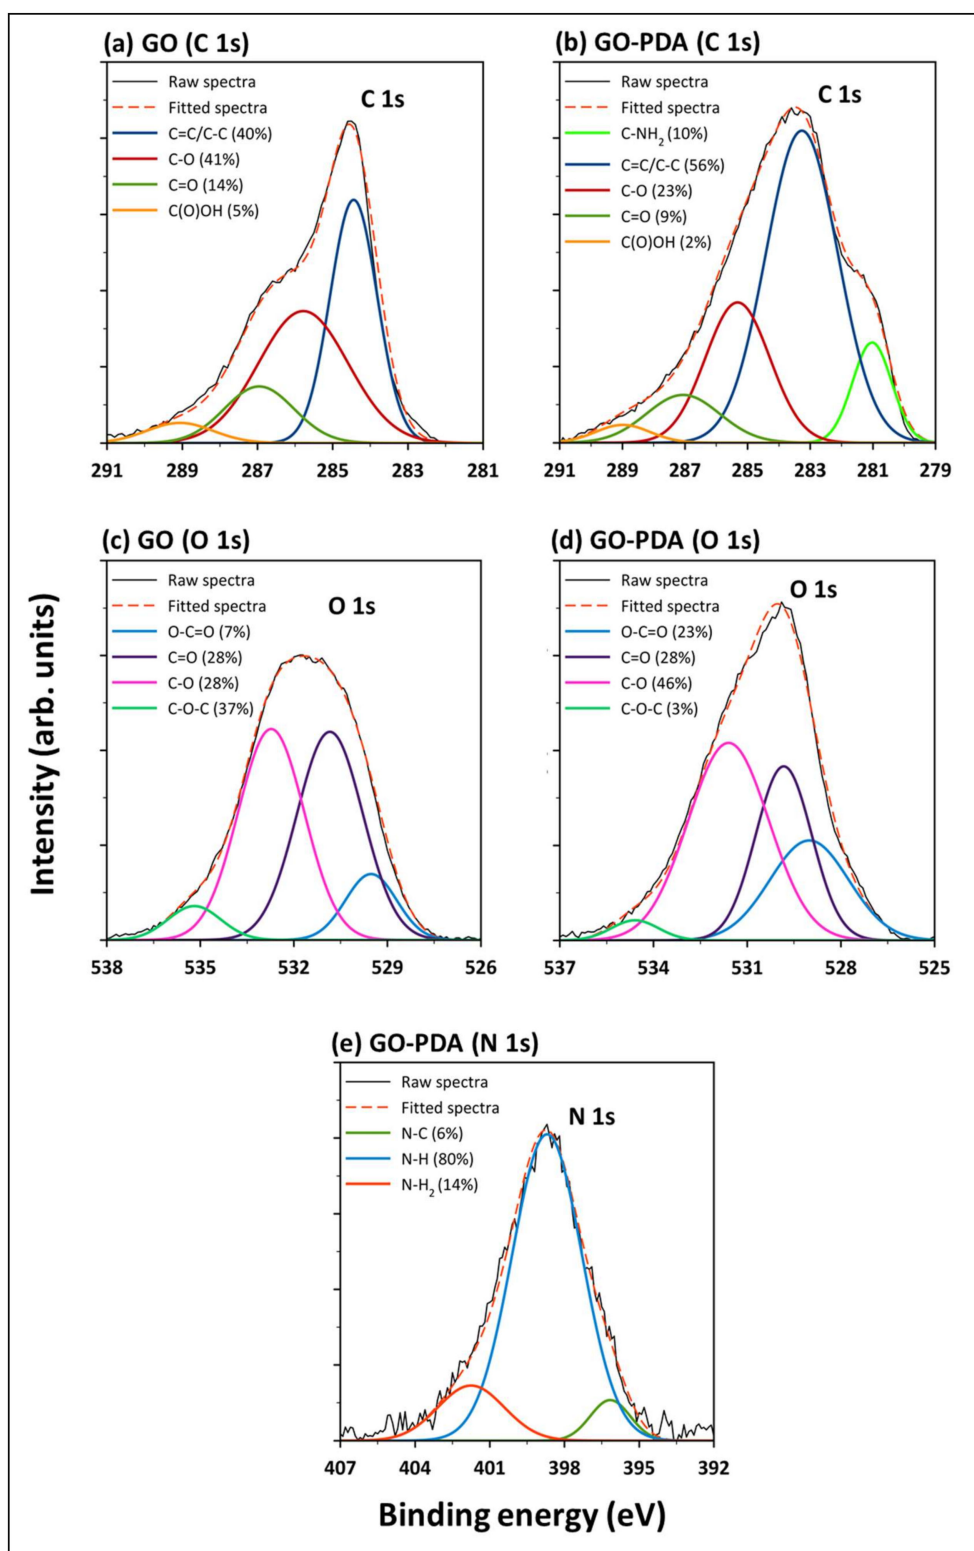 (a) GO (C 1s)
Raw spectra
Fitted spectra
C=C/C-C (40%)
C-O (41%)
C=O (14%)
C(O)OH (5%)
C 1s
291 289 287 285 283 281
(b) GO-PDA (C 1s)
Raw spectra
Fitted spectra
C-NH₂ (10%)
C=C/C-C (56%)
C-O (23%)
C=O (9%)
C(O)OH (2%)
C 1s
291 289 287 285 283 281 279
(c) GO (O 1s)
Raw spectra
Fitted spectra
O-C=O (7%)
C=O (28%)
C-O (28%)
C-O-C (37%)
O 1s
538 535 532 529 526
(d) GO-PDA (O 1s)
Raw spectra
Fitted spectra
O-C=O (23%)
C=O (28%)
C-O (46%)
C-O-C (3%)
O 1s
537 534 531 528 525
Intensity (arb. units)
(e) GO-PDA (N 1s)
Raw spectra
Fitted spectra
N-C (6%)
N-H (80%)
N-H₂ (14%)
N 1s
407 404 401 398 395 392
Binding energy (eV)